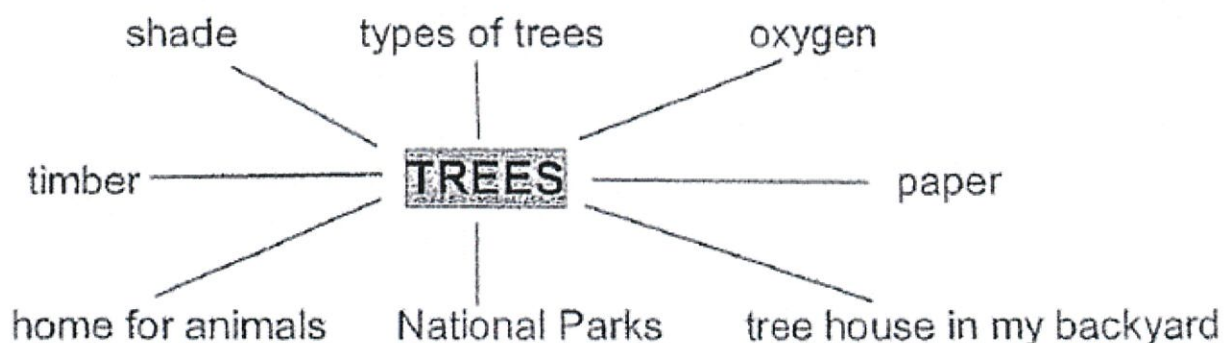 shade types of trees oxygen
timber TREES paper
home for animals National Parks tree house in my backyard